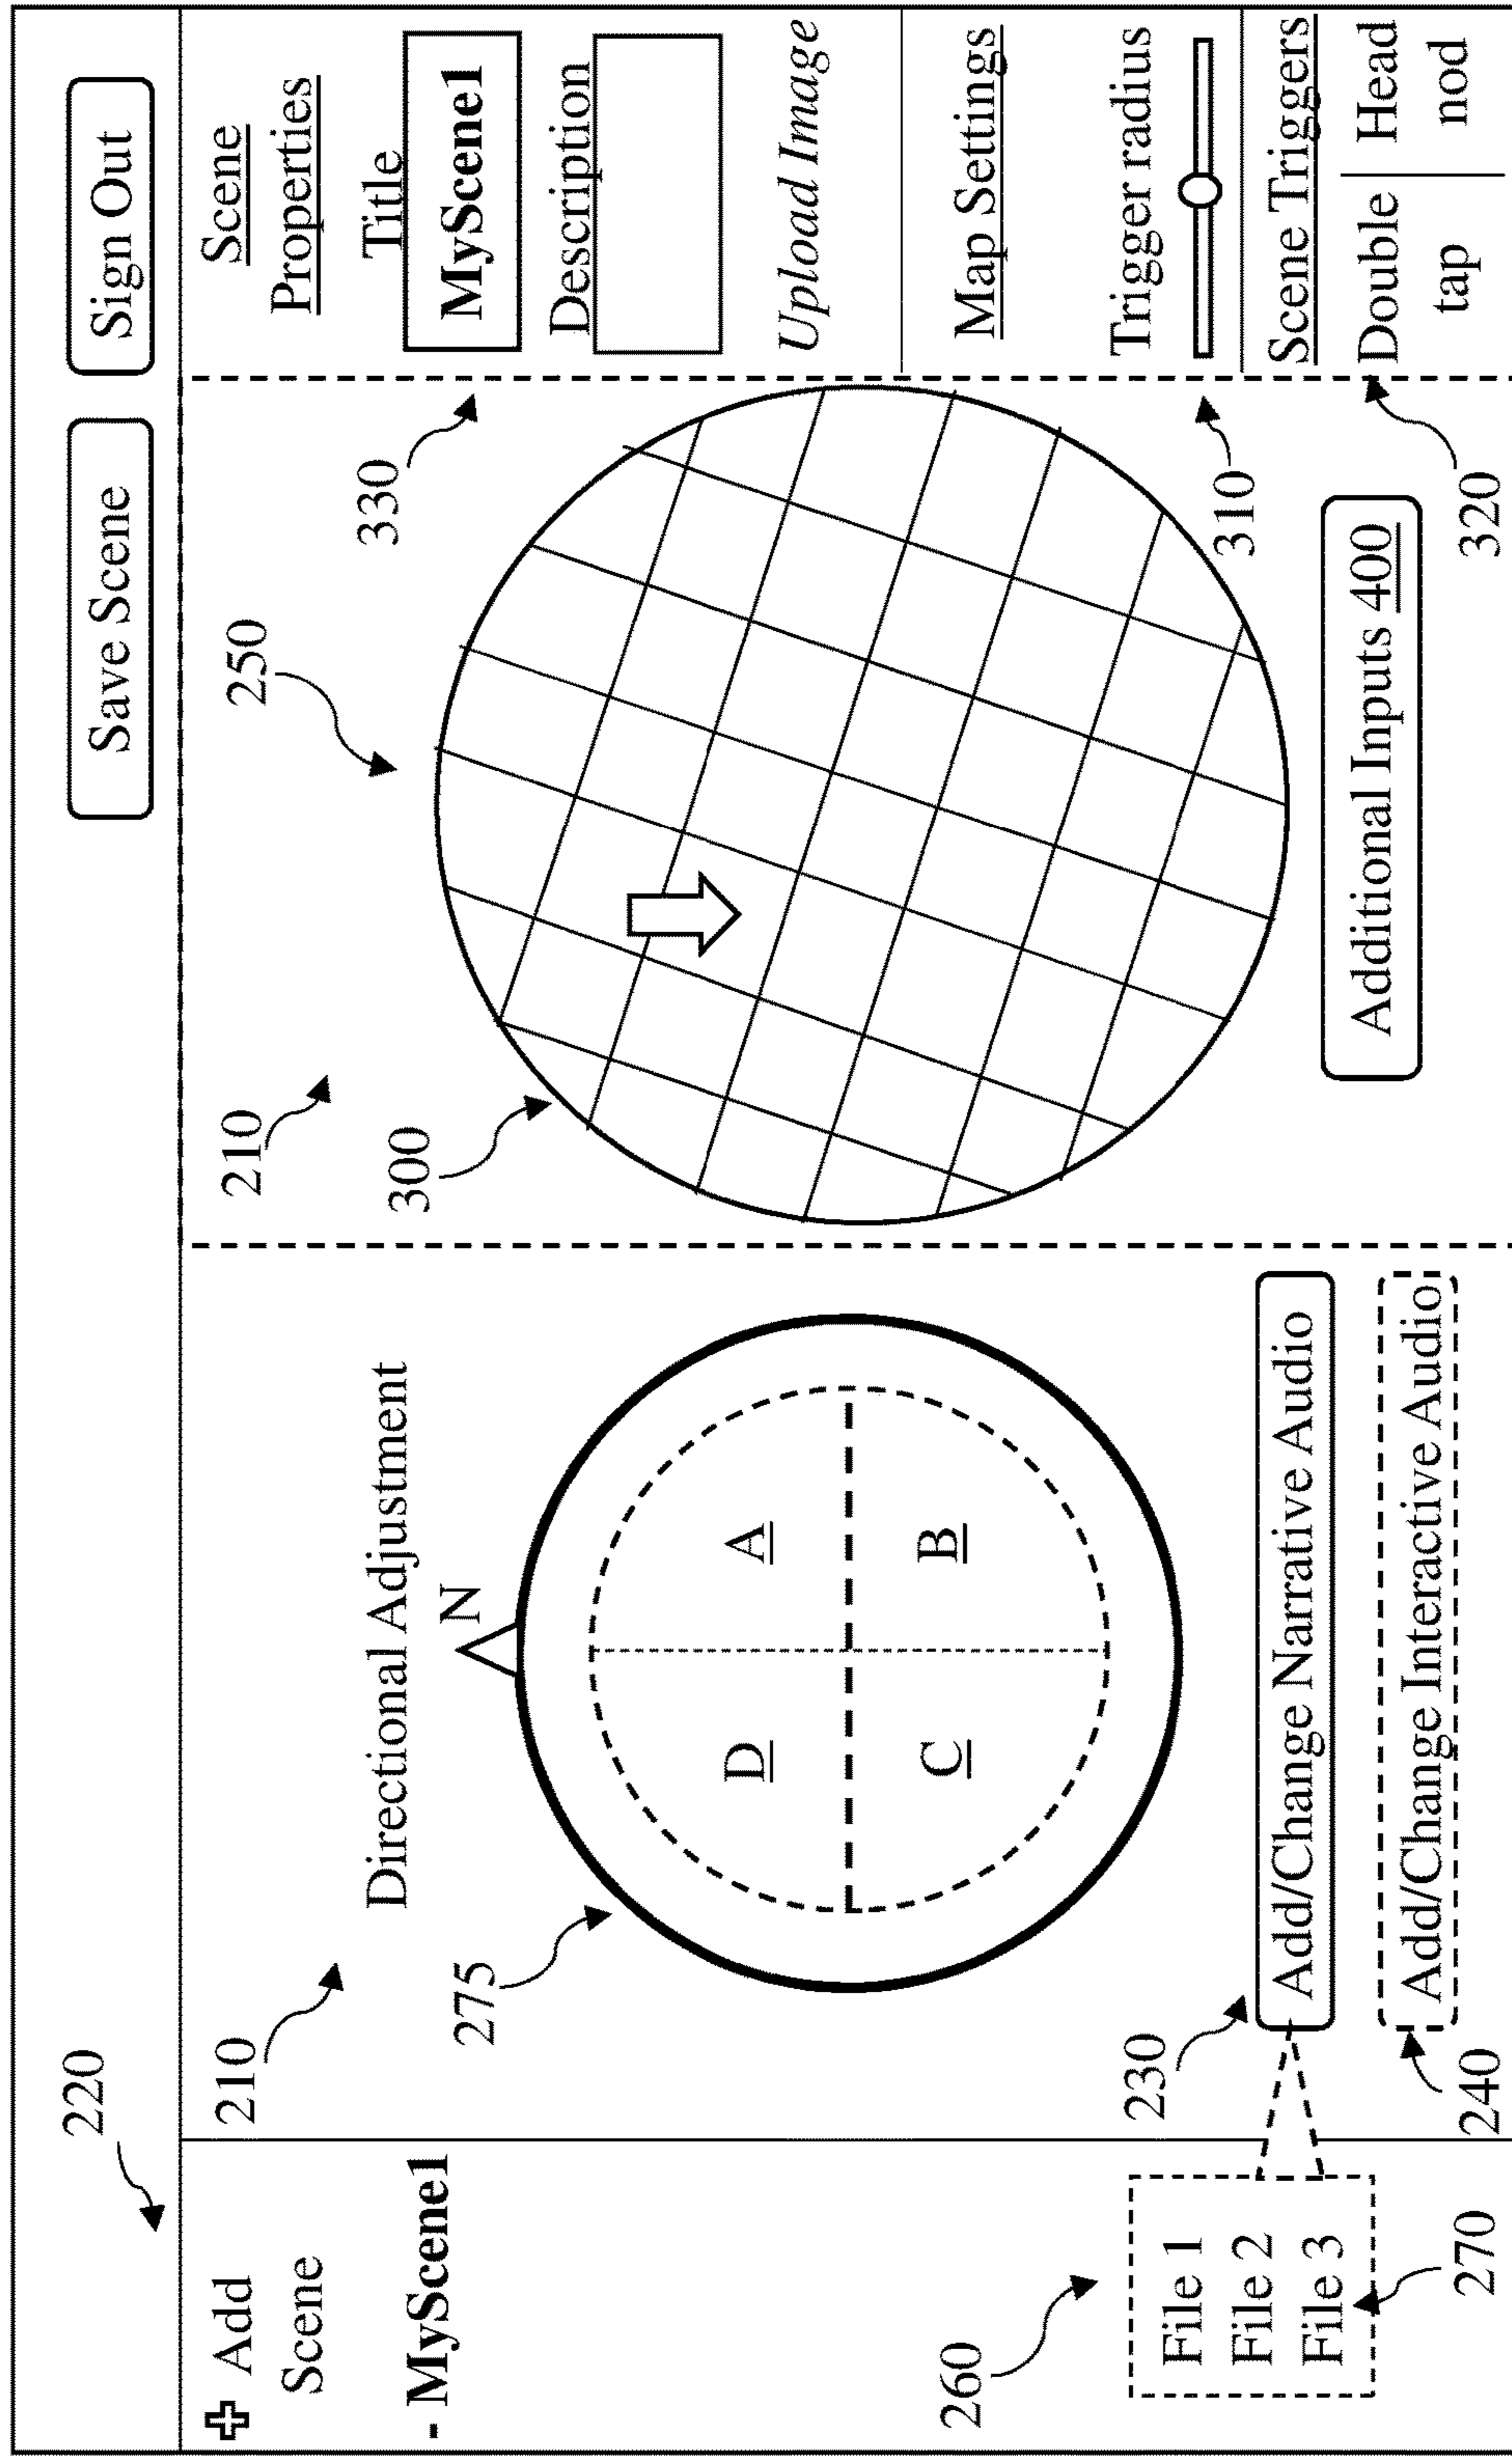 220
Save Scene
Sign Out
Add
Scene
- MyScene1
260
File 1
File 2
File 3
270
210
Directional Adjustment
275
N
D
A
C
B
230
Add/Change Narrative Audio
240
Add/Change Interactive Audio
210
250
300
330
310
Additional Inputs 400
320
Scene
Properties
Title
MyScene1
Description
Upload Image
Map Settings
Trigger radius
Scene Triggers
Double
tap
Head
nod